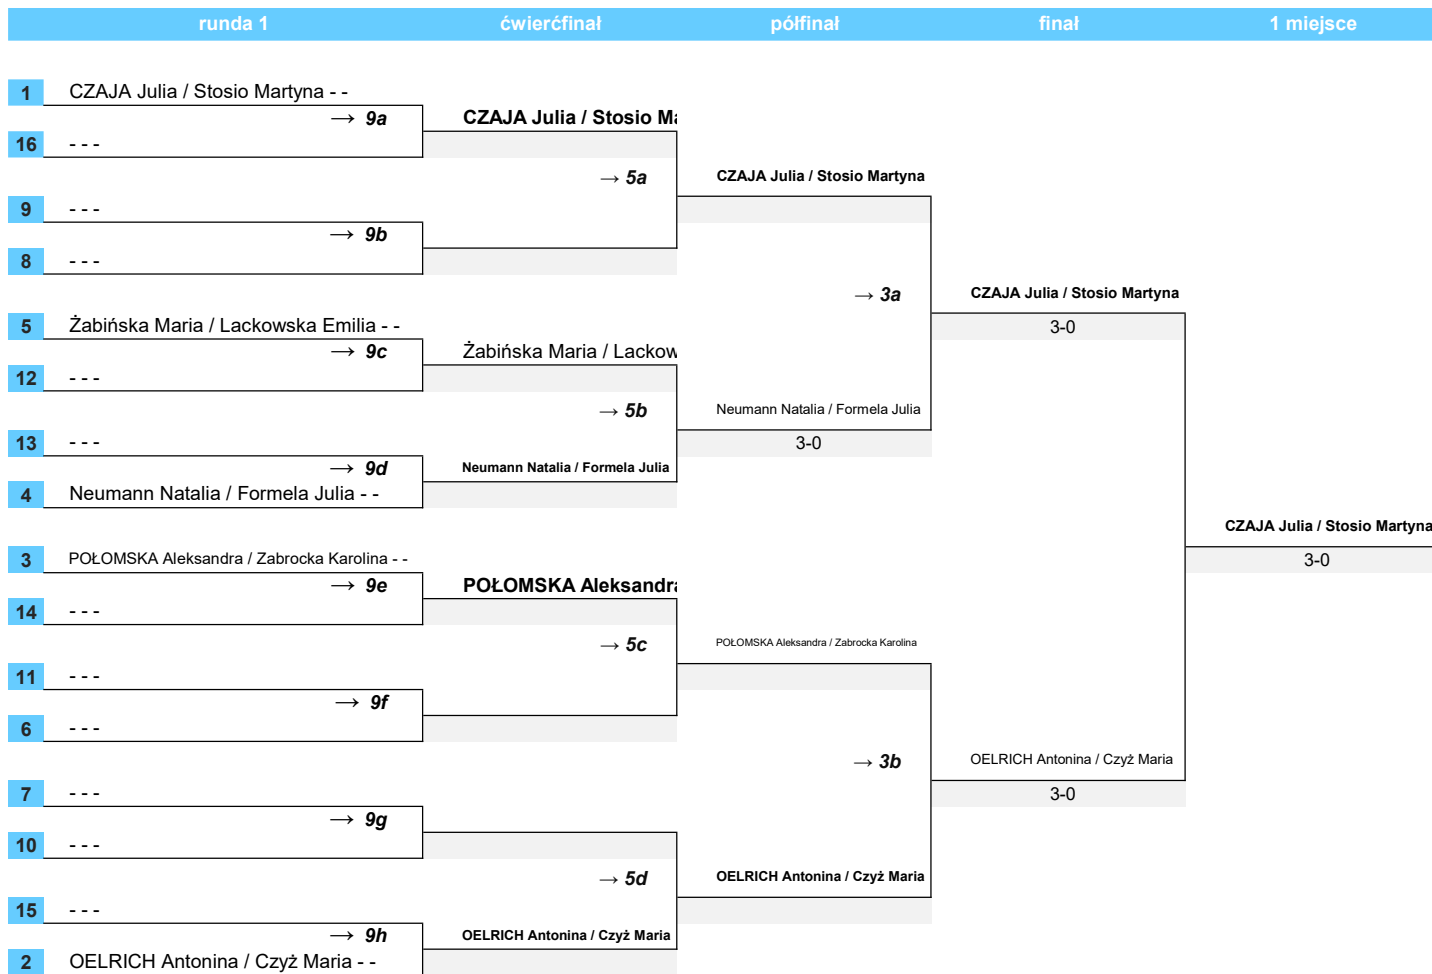 runda 1 ćwierćfinał półfinał finał 1 miejsce
1 CZAJA Julia / Stosio Martyna - -
→ 9a CZAJA Julia / Stosio Ma
16 - - -
→ 5a CZAJA Julia / Stosio Martyna
9 - - -
→ 9b
8 - - -
→ 3a CZAJA Julia / Stosio Martyna
5 Żabińska Maria / Lackowska Emilia - - 3-0
→ 9c Żabińska Maria / Lackow
12 - - -
→ 5b Neumann Natalia / Formela Julia
13 - - - 3-0
→ 9d Neumann Natalia / Formela Julia
4 Neumann Natalia / Formela Julia - -
CZAJA Julia / Stosio Martyna
3 POŁOMSKA Aleksandra / Zabrocka Karolina - - 3-0
→ 9e POŁOMSKA Aleksandra
14 - - -
→ 5c POŁOMSKA Aleksandra / Zabrocka Karolina
11 - - -
→ 9f
6 - - -
→ 3b OELRICH Antonina / Czyż Maria
7 - - - 3-0
→ 9g
10 - - -
→ 5d OELRICH Antonina / Czyż Maria
15 - - -
→ 9h OELRICH Antonina / Czyż Maria
2 OELRICH Antonina / Czyż Maria - -